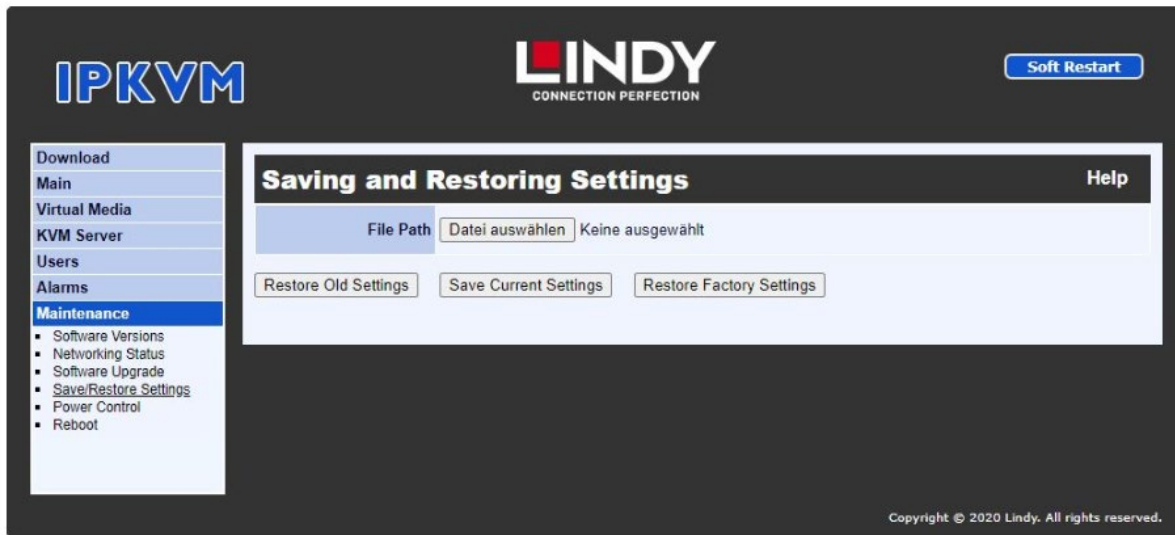 IPKVM
LINDY
CONNECTION PERFECTION
Soft Restart
Download
Main
Virtual Media
KVM Server
Users
Alarms
Maintenance
Software Versions
Networking Status
Software Upgrade
Save/Restore Settings
Power Control
Reboot
Saving and Restoring Settings Help
File Path Datei auswählen Keine ausgewählt
Restore Old Settings Save Current Settings Restore Factory Settings
Copyright © 2020 Lindy. All rights reserved.